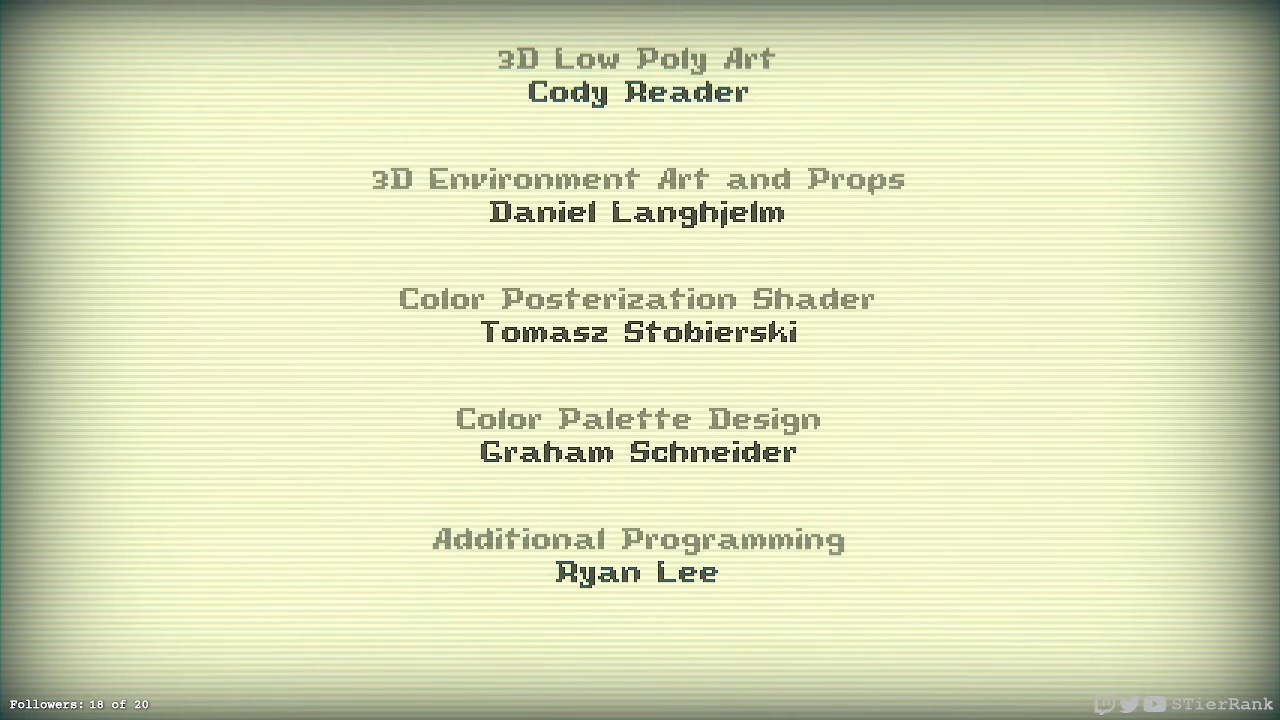 3D Low Poly Art
Cody Reader
3D Environment Art and Props
Daniel Langhjelm
Color Posterization Shader
Tomasz Stobierski
Color Palette Design
Graham Schneider
Additional Programming
Ryan Lee
Followers: 18 of 20
STierRank